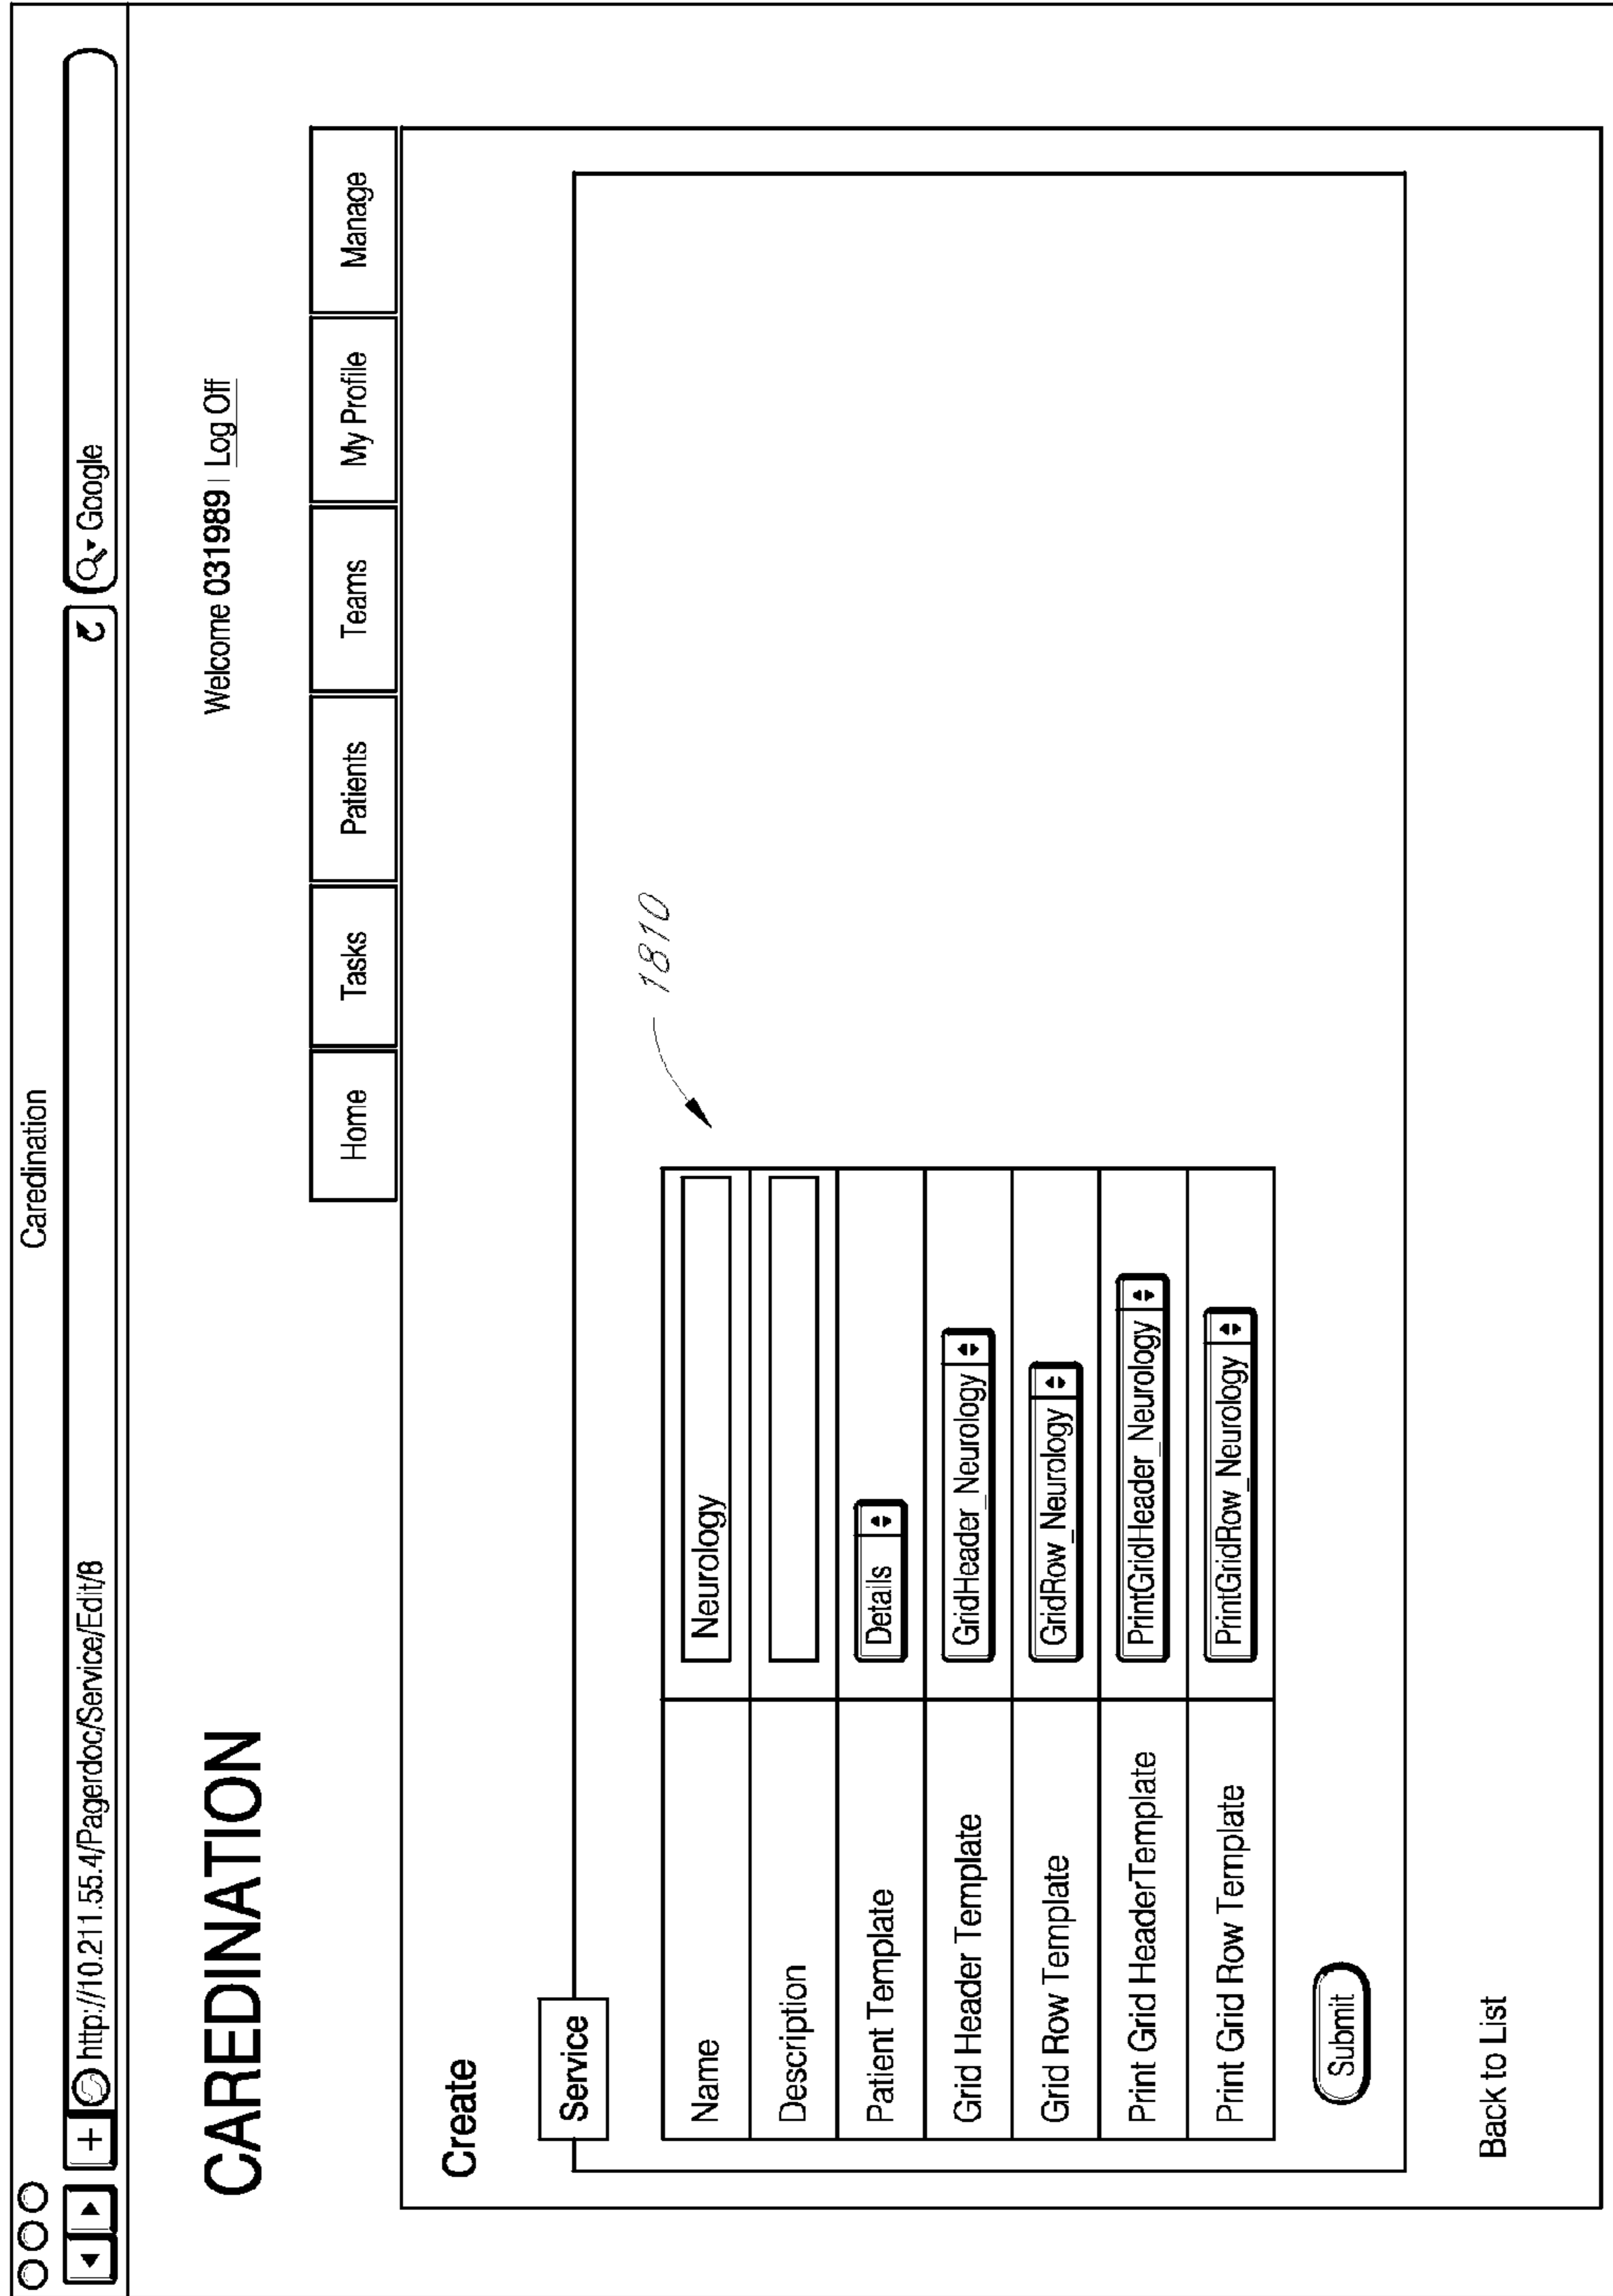 Caredination
+ http://10.211.55.4/Pagerdoc/Service/Edit/8 Google
CAREDINATION
Welcome 031989 | Log Off
Home Tasks Patients Teams My Profile Manage
Create
Service
1810
Name Neurology
Description
Patient Template Details
Grid Header Template GridHeader_Neurology
Grid Row Template GridRow_Neurology
Print Grid HeaderTemplate PrintGridHeader_Neurology
Print Grid Row Template PrintGridRow_Neurology
Submit
Back to List